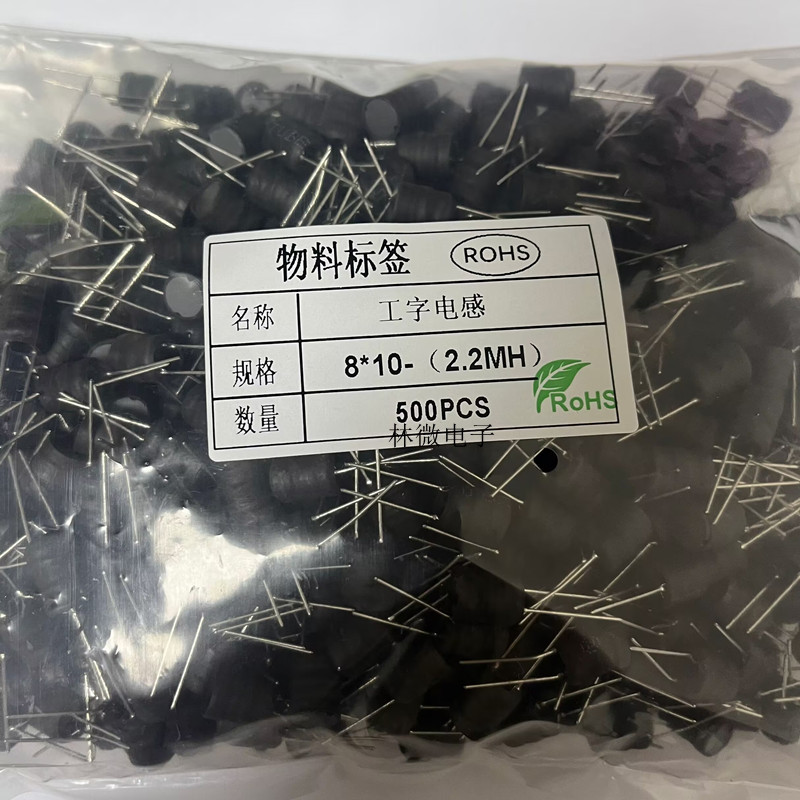 物料标签 ROHS
名称 工字电感
规格 8*10-（2.2MH）
数量 500PCS
RoHS
林微电子